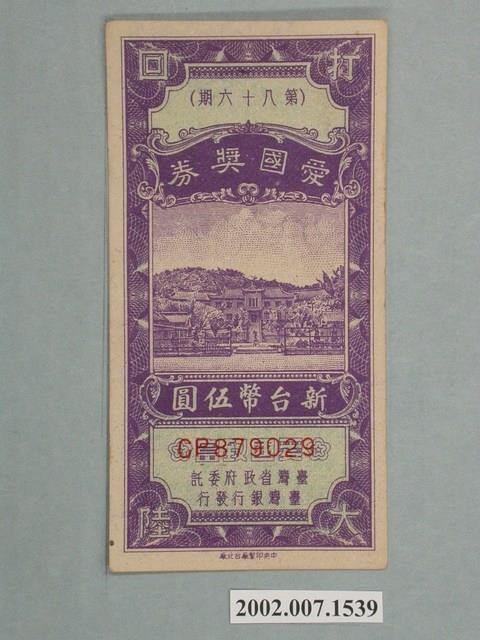 打回
(第八十六期)
愛國獎券
新台幣伍圓
CP879029
臺灣省政府委託
臺灣銀行發行
大陸
中央印製廠台北廠
2002.007.1539